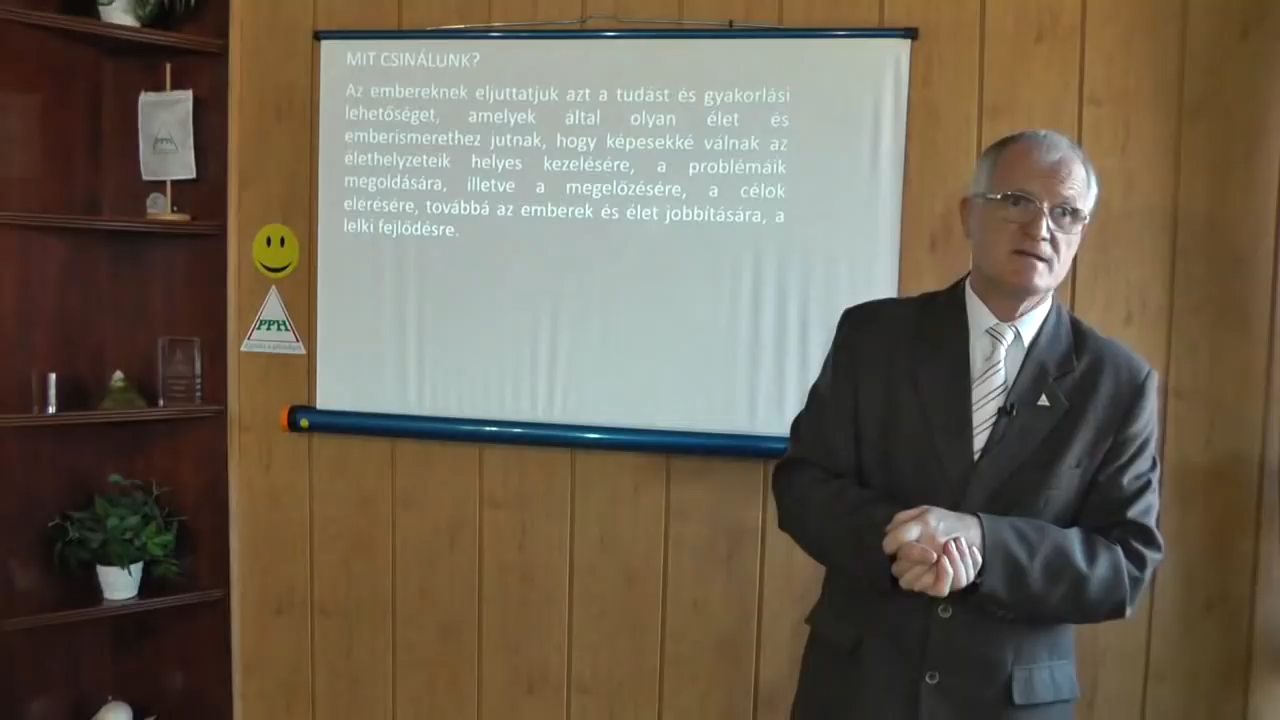 MIT CSINÁLUNK?
Az embereknek eljuttatjuk azt a tudást és gyakorlási
lehetőséget, amelyek által olyan élet és
emberismerethez jutnak, hogy képesekké válnak az
élethelyzeteik helyes kezelésére, a problémáik
megoldására, illetve a megelőzésére, a célok
elérésére, továbbá az emberek és élet jobbítására, a
lelki fejlődésre.
PPH